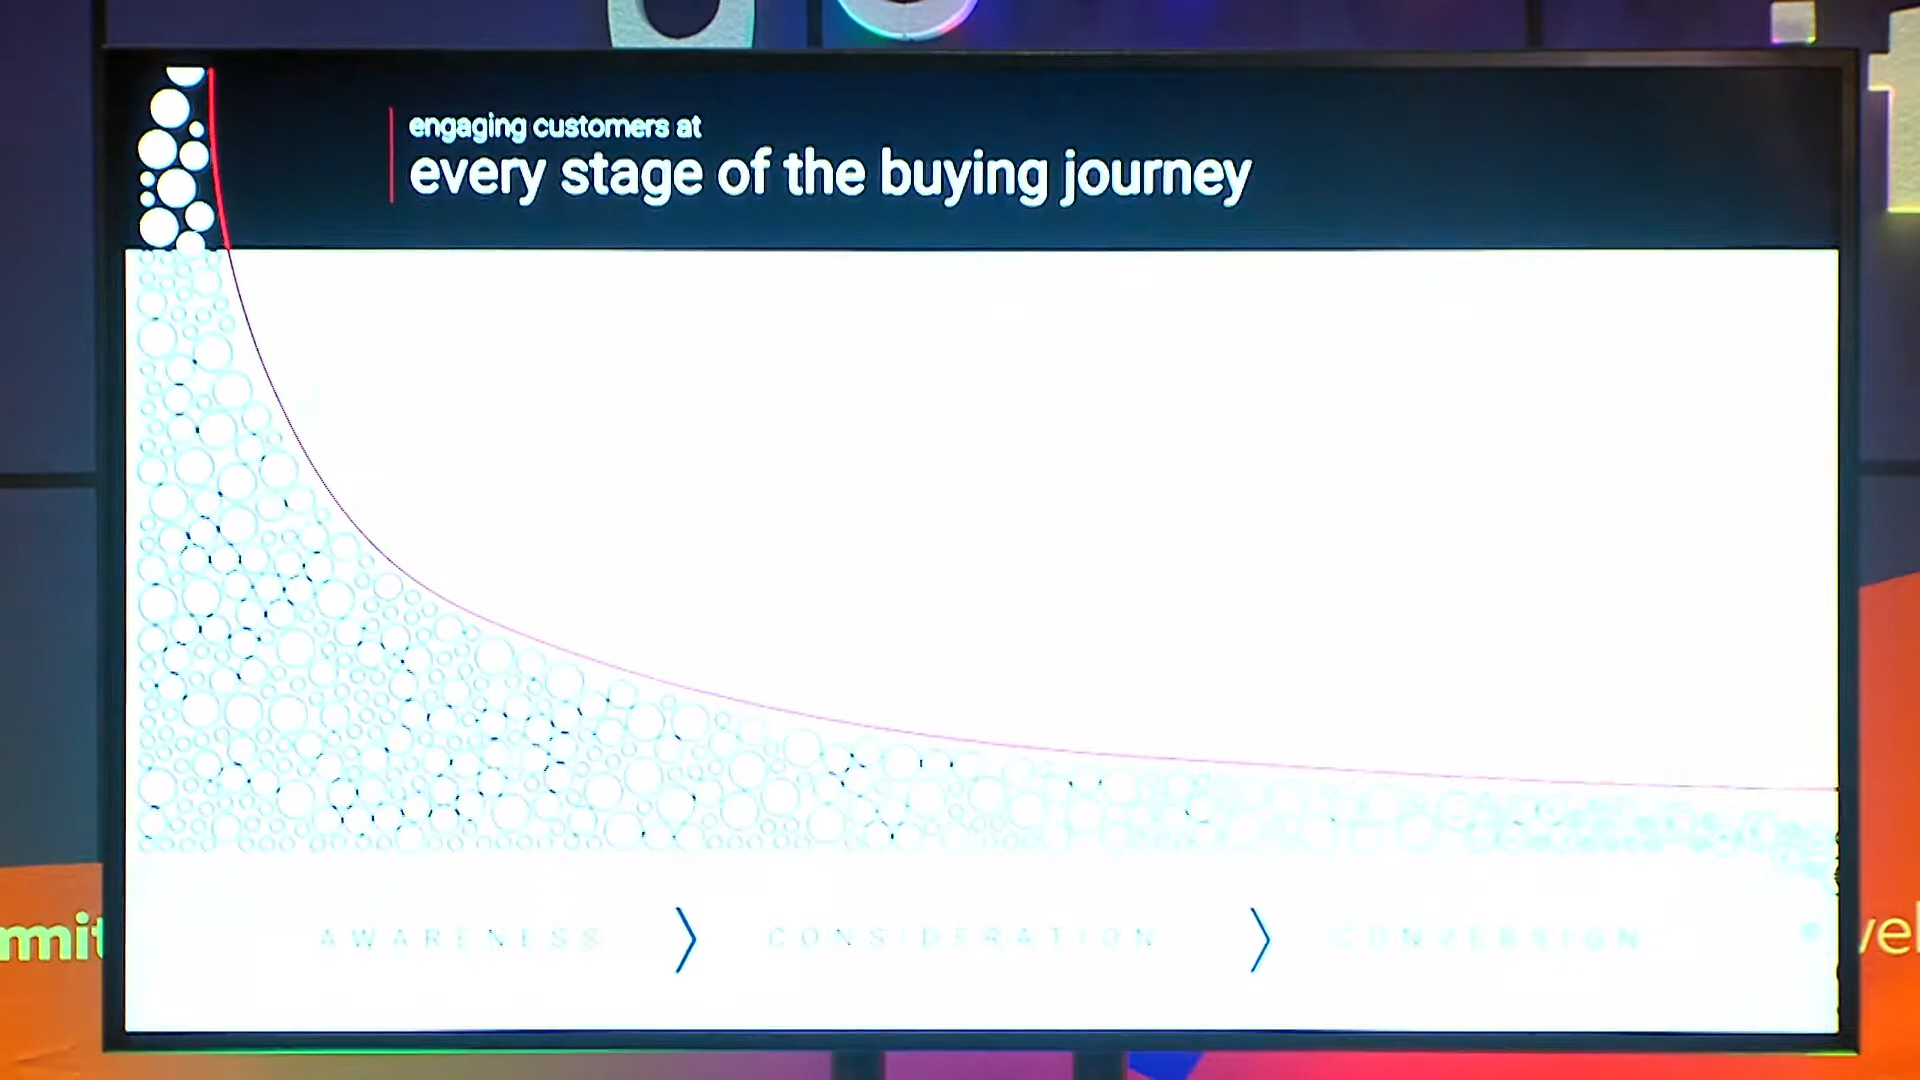 engaging customers at
every stage of the buying journey
AWARENESS > CONSIDERATION > CONVERSION